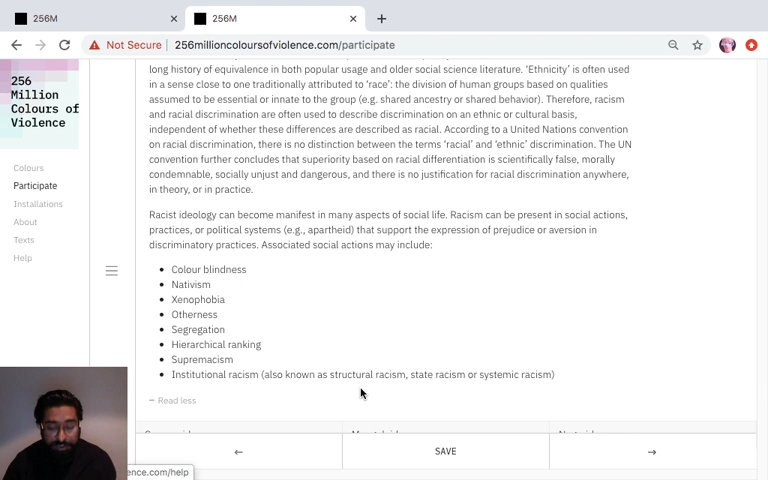 256M
256M
Not Secure | 256millioncoloursofviolence.com/participate
256
Million
Colours of
Violence
Colours
Participate
Installations
About
Texts
Help
long history of equivalence in both popular usage and older social science literature. ‘Ethnicity’ is often used
in a sense close to one traditionally attributed to ‘race’: the division of human groups based on qualities
assumed to be essential or innate to the group (e.g. shared ancestry or shared behavior). Therefore, racism
and racial discrimination are often used to describe discrimination on an ethnic or cultural basis,
independent of whether these differences are described as racial. According to a United Nations convention
on racial discrimination, there is no distinction between the terms ‘racial’ and ‘ethnic’ discrimination. The UN
convention further concludes that superiority based on racial differentiation is scientifically false, morally
condemnable, socially unjust and dangerous, and there is no justification for racial discrimination anywhere,
in theory, or in practice.
Racist ideology can become manifest in many aspects of social life. Racism can be present in social actions,
practices, or political systems (e.g., apartheid) that support the expression of prejudice or aversion in
discriminatory practices. Associated social actions may include:
• Colour blindness
• Nativism
• Xenophobia
• Otherness
• Segregation
• Hierarchical ranking
• Supremacism
• Institutional racism (also known as structural racism, state racism or systemic racism)
− Read less
← SAVE →
ence.com/help